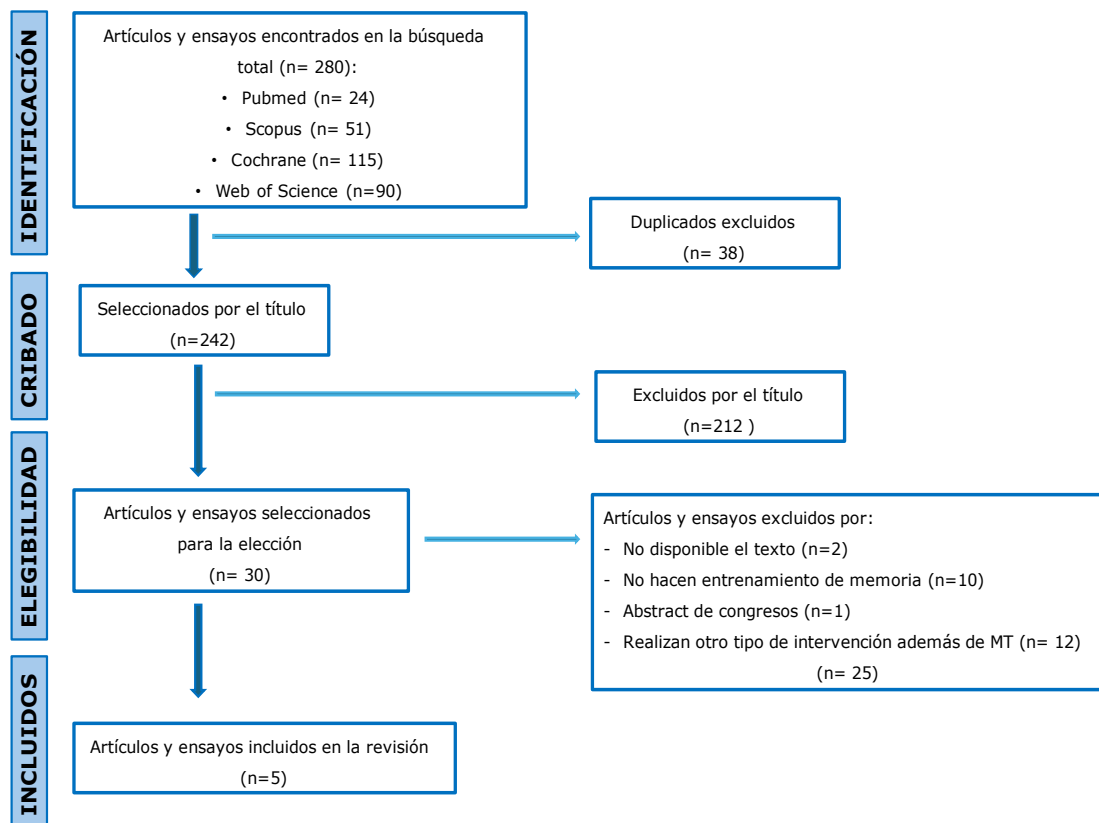 IDENTIFICACIÓN
Artículos y ensayos encontrados en la búsqueda
total (n= 280):
• Pubmed (n= 24)
• Scopus (n= 51)
• Cochrane (n= 115)
• Web of Science (n=90)
Duplicados excluidos
(n= 38)
CRIBADO
Seleccionados por el título
(n=242)
Excluidos por el título
(n=212 )
ELEGIBILIDAD
Artículos y ensayos seleccionados
para la elección
(n= 30)
Artículos y ensayos excluidos por:
- No disponible el texto (n=2)
- No hacen entrenamiento de memoria (n=10)
- Abstract de congresos (n=1)
- Realizan otro tipo de intervención además de MT (n= 12)
(n= 25)
INCLUIDOS
Artículos y ensayos incluidos en la revisión
(n=5)